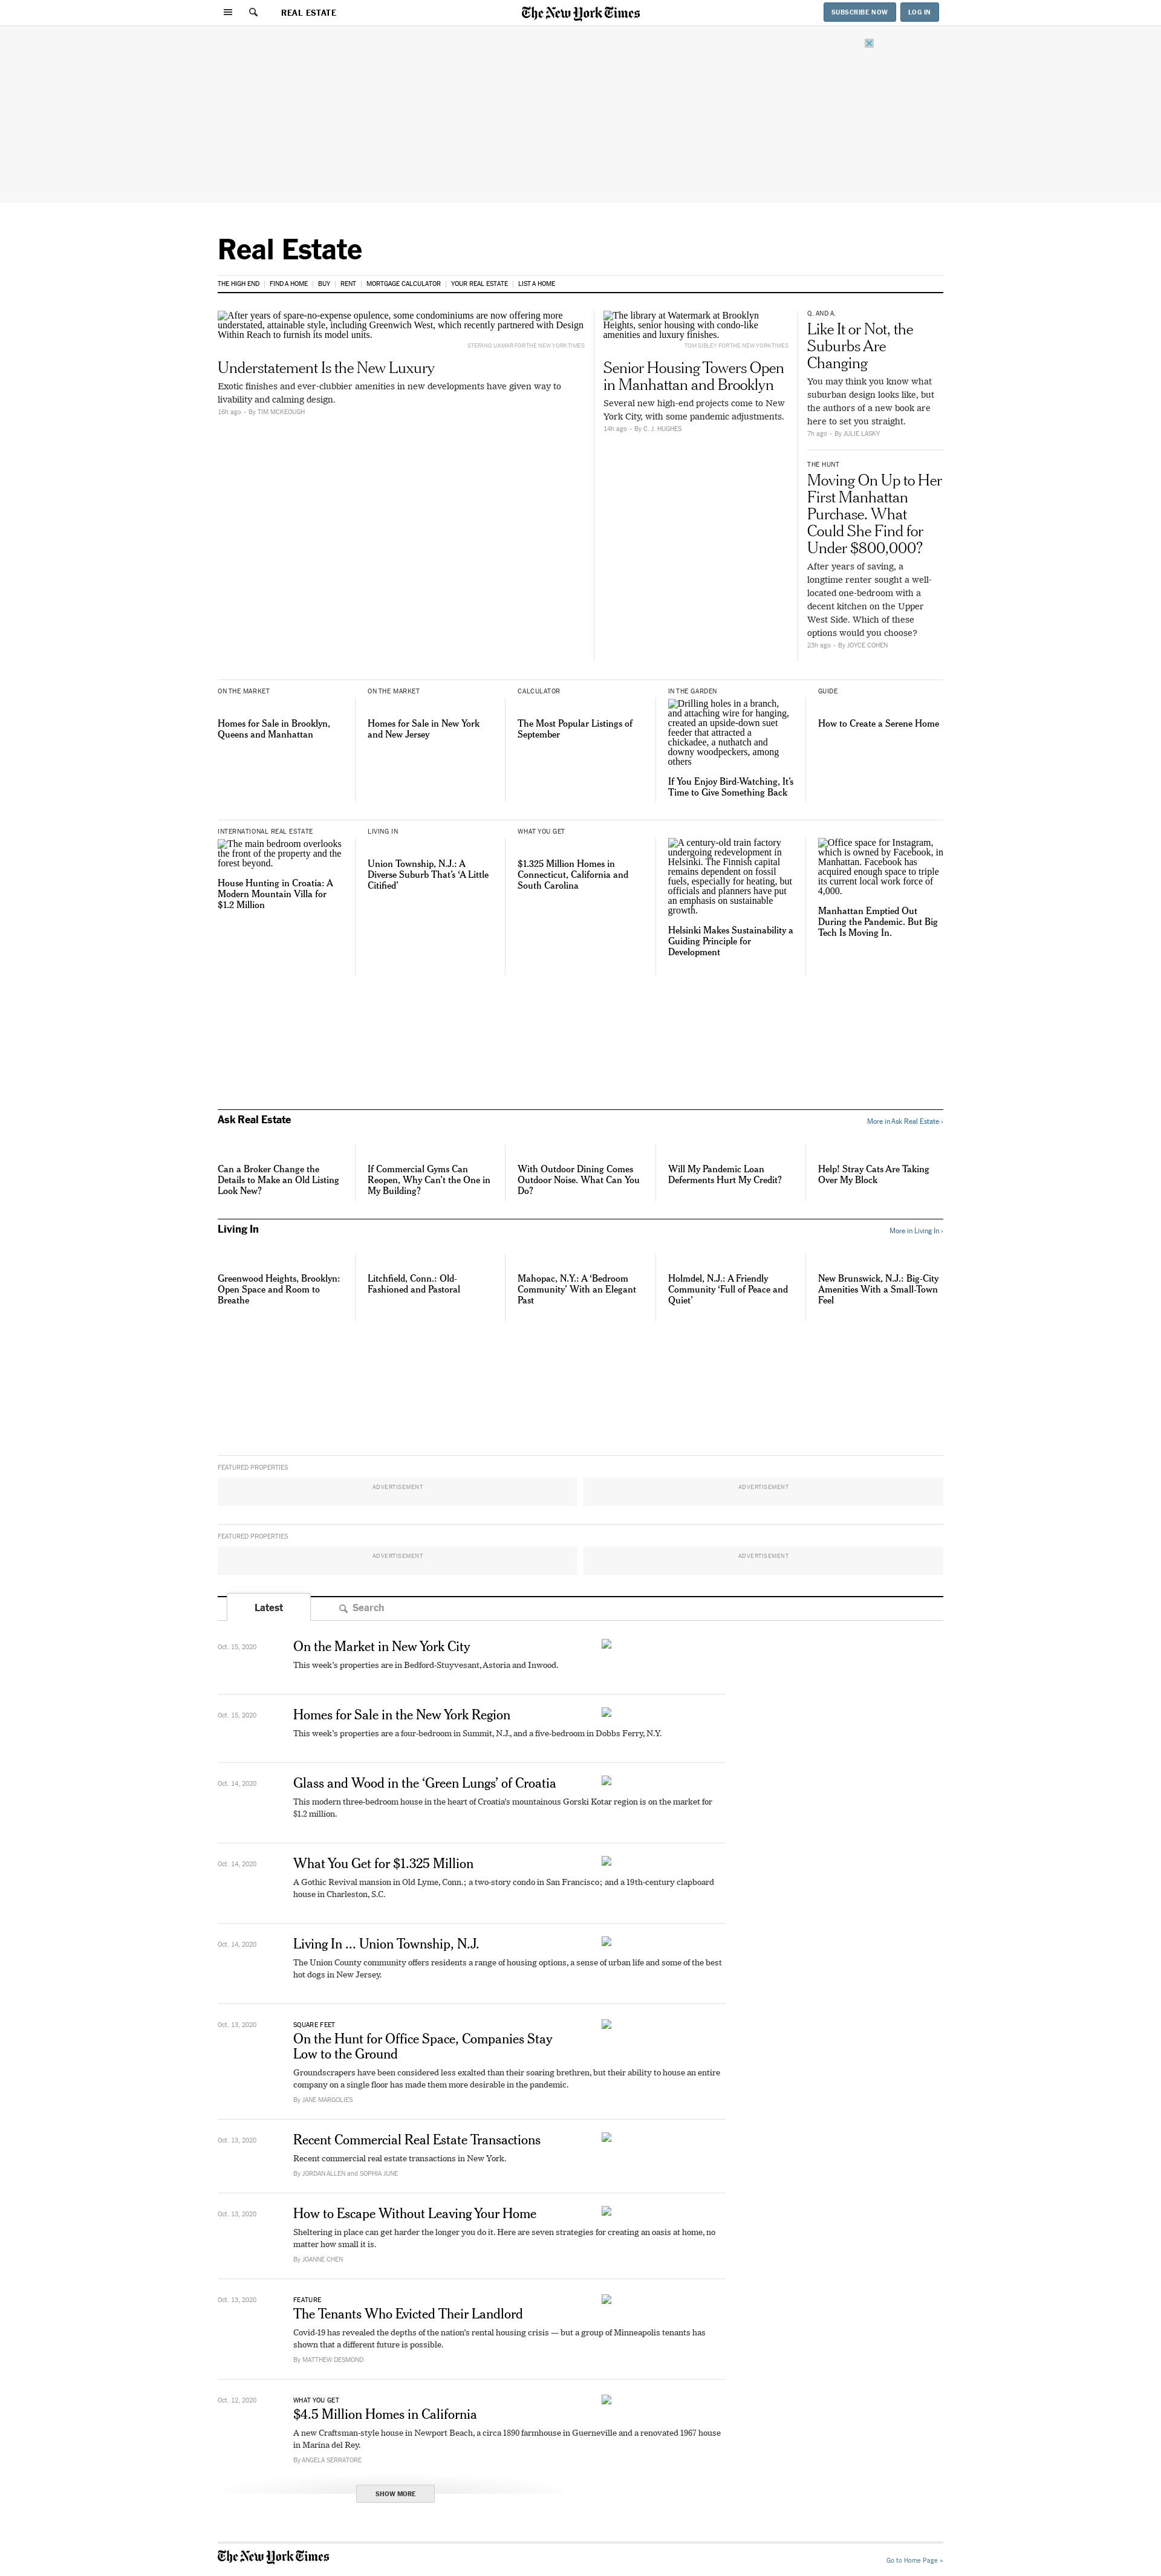 REAL ESTATE
The New York Times
SUBSCRIBE NOW
LOG IN
Real Estate
THE HIGH END | FIND A HOME | BUY | RENT | MORTGAGE CALCULATOR | YOUR REAL ESTATE | LIST A HOME
After years of spare-no-expense opulence, some condominiums are now offering more
understated, attainable style, including Greenwich West, which recently partnered with Design
Within Reach to furnish its model units.
STEFANO UKMAR FOR THE NEW YORK TIMES
Understatement Is the New Luxury
Exotic finishes and ever-clubbier amenities in new developments have given way to
livability and calming design.
16h ago • By TIM MCKEOUGH
The library at Watermark at Brooklyn
Heights, senior housing with condo-like
amenities and luxury finishes.
TOM SIBLEY FOR THE NEW YORK TIMES
Senior Housing Towers Open
in Manhattan and Brooklyn
Several new high-end projects come to New
York City, with some pandemic adjustments.
14h ago • By C. J. HUGHES
Q. AND A.
Like It or Not, the
Suburbs Are
Changing
You may think you know what
suburban design looks like, but
the authors of a new book are
here to set you straight.
7h ago • By JULIE LASKY
THE HUNT
Moving On Up to Her
First Manhattan
Purchase. What
Could She Find for
Under $800,000?
After years of saving, a
longtime renter sought a well-
located one-bedroom with a
decent kitchen on the Upper
West Side. Which of these
options would you choose?
23h ago • By JOYCE COHEN
ON THE MARKET
Homes for Sale in Brooklyn,
Queens and Manhattan
ON THE MARKET
Homes for Sale in New York
and New Jersey
CALCULATOR
The Most Popular Listings of
September
IN THE GARDEN
Drilling holes in a branch,
and attaching wire for hanging,
created an upside-down suet
feeder that attracted a
chickadee, a nuthatch and
downy woodpeckers, among
others
If You Enjoy Bird-Watching, It’s
Time to Give Something Back
GUIDE
How to Create a Serene Home
INTERNATIONAL REAL ESTATE
The main bedroom overlooks
the front of the property and the
forest beyond.
House Hunting in Croatia: A
Modern Mountain Villa for
$1.2 Million
LIVING IN
Union Township, N.J.: A
Diverse Suburb That’s ‘A Little
Citified’
WHAT YOU GET
$1.325 Million Homes in
Connecticut, California and
South Carolina
A century-old train factory
undergoing redevelopment in
Helsinki. The Finnish capital
remains dependent on fossil
fuels, especially for heating, but
officials and planners have put
an emphasis on sustainable
growth.
Helsinki Makes Sustainability a
Guiding Principle for
Development
Office space for Instagram,
which is owned by Facebook, in
Manhattan. Facebook has
acquired enough space to triple
its current local work force of
4,000.
Manhattan Emptied Out
During the Pandemic. But Big
Tech Is Moving In.
Ask Real Estate
More in Ask Real Estate ›
Can a Broker Change the
Details to Make an Old Listing
Look New?
If Commercial Gyms Can
Reopen, Why Can’t the one in
My Building?
With Outdoor Dining Comes
Outdoor Noise. What Can You
Do?
Will My Pandemic Loan
Deferments Hurt My Credit?
Help! Stray Cats Are Taking
Over My Block
Living In
More in Living In ›
Greenwood Heights, Brooklyn:
Open Space and Room to
Breathe
Litchfield, Conn.: Old-
Fashioned and Pastoral
Mahopac, N.Y.: A ‘Bedroom
Community’ With an Elegant
Past
Holmdel, N.J.: A Friendly
Community ‘Full of Peace and
Quiet’
New Brunswick, N.J.: Big-City
Amenities With a Small-Town
Feel
FEATURED PROPERTIES
ADVERTISEMENT
ADVERTISEMENT
FEATURED PROPERTIES
ADVERTISEMENT
ADVERTISEMENT
Latest
Search
Oct. 15, 2020
On the Market in New York City
This week’s properties are in Bedford-Stuyvesant, Astoria and Inwood.
Oct. 15, 2020
Homes for Sale in the New York Region
This week’s properties are a four-bedroom in Summit, N.J., and a five-bedroom in Dobbs Ferry, N.Y.
Oct. 14, 2020
Glass and Wood in the ‘Green Lungs’ of Croatia
This modern three-bedroom house in the heart of Croatia’s mountainous Gorski Kotar region is on the market for
$1.2 million.
Oct. 14, 2020
What You Get for $1.325 Million
A Gothic Revival mansion in Old Lyme, Conn.; a two-story condo in San Francisco; and a 19th-century clapboard
house in Charleston, S.C.
Oct. 14, 2020
Living In ... Union Township, N.J.
The Union County community offers residents a range of housing options, a sense of urban life and some of the best
hot dogs in New Jersey.
Oct. 13, 2020
SQUARE FEET
On the Hunt for Office Space, Companies Stay
Low to the Ground
Groundscrapers have been considered less exalted than their soaring brethren, but their ability to house an entire
company on a single floor has made them more desirable in the pandemic.
By JANE MARGOLIES
Oct. 13, 2020
Recent Commercial Real Estate Transactions
Recent commercial real estate transactions in New York.
By JORDAN ALLEN and SOPHIA JUNE
Oct. 13, 2020
How to Escape Without Leaving Your Home
Sheltering in place can get harder the longer you do it. Here are seven strategies for creating an oasis at home, no
matter how small it is.
By JOANNE CHEN
Oct. 13, 2020
FEATURE
The Tenants Who Evicted Their Landlord
Covid-19 has revealed the depths of the nation’s rental housing crisis — but a group of Minneapolis tenants has
shown that a different future is possible.
By MATTHEW DESMOND
Oct. 12, 2020
WHAT YOU GET
$4.5 Million Homes in California
A new Craftsman-style house in Newport Beach, a circa 1890 farmhouse in Guerneville and a renovated 1967 house
in Marina del Rey.
By ANGELA SERRATORE
SHOW MORE
The New York Times
Go to Home Page »